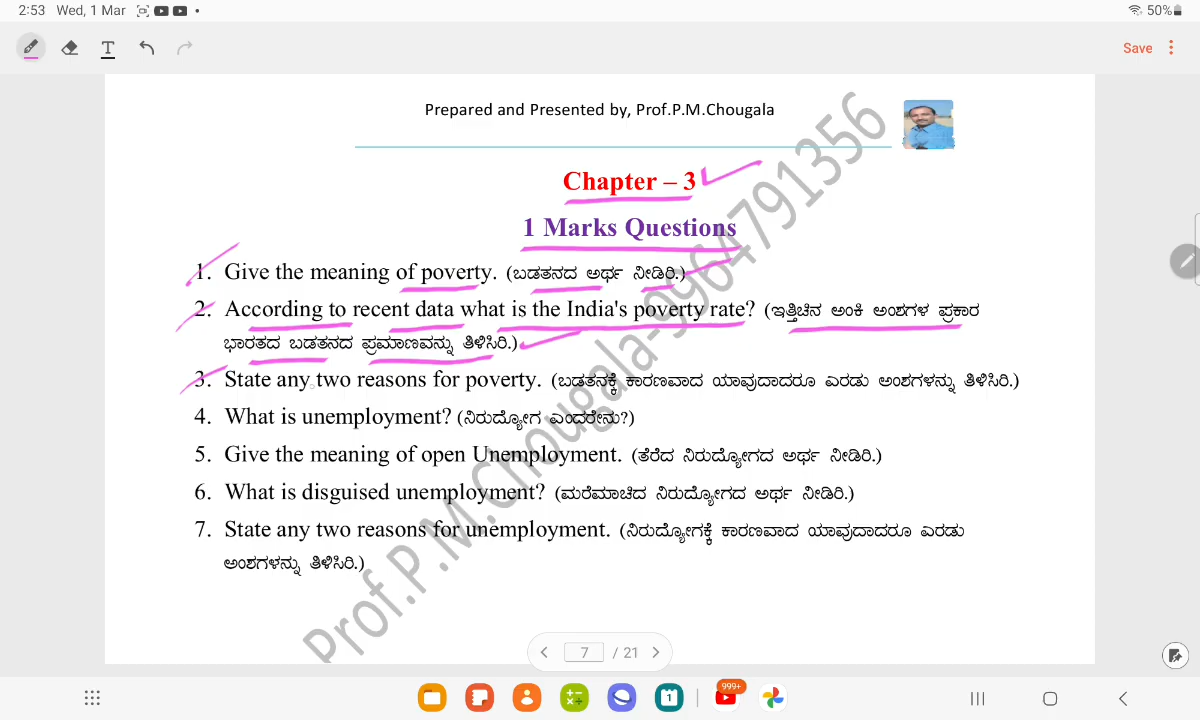 2:53 Wed, 1 Mar 50%
T Save
Prepared and Presented by, Prof.P.M.Chougala
Chapter – 3
1 Marks Questions
1. Give the meaning of poverty. (ಬಡತನದ ಅರ್ಥ ನೀಡಿರಿ.)
2. According to recent data what is the India's poverty rate? (ಇತ್ತಿಚಿನ ಅಂಕಿ ಅಂಶಗಳ ಪ್ರಕಾರ
ಭಾರತದ ಬಡತನದ ಪ್ರಮಾಣವನ್ನು ತಿಳಿಸಿರಿ.)
3. State any two reasons for poverty. (ಬಡತನಕ್ಕೆ ಕಾರಣವಾದ ಯಾವುದಾದರೂ ಎರಡು ಅಂಶಗಳನ್ನು ತಿಳಿಸಿರಿ.)
4. What is unemployment? (ನಿರುದ್ಯೋಗ ಎಂದರೇನು?)
5. Give the meaning of open Unemployment. (ತೆರೆದ ನಿರುದ್ಯೋಗದ ಅರ್ಥ ನೀಡಿರಿ.)
6. What is disguised unemployment? (ಮರೆಮಾಚಿದ ನಿರುದ್ಯೋಗದ ಅರ್ಥ ನೀಡಿರಿ.)
7. State any two reasons for unemployment. (ನಿರುದ್ಯೋಗಕ್ಕೆ ಕಾರಣವಾದ ಯಾವುದಾದರೂ ಎರಡು
ಅಂಶಗಳನ್ನು ತಿಳಿಸಿರಿ.)
Prof.P.M.Chougala-9964791356
7 / 21
1 999+